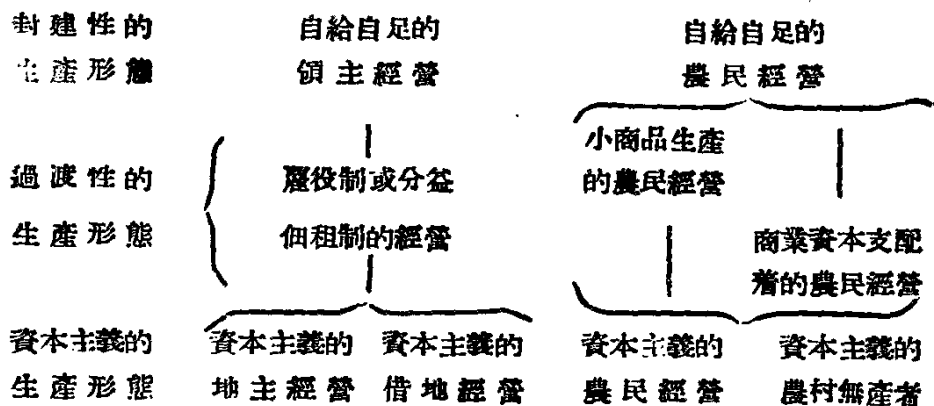 封建性的 自給自足的 自給自足的
生產形態 領主經營 農民經營
小商品生產
過渡性的 雇役制或分益 的農民經營
生產形態 佃租制的經營 商業資本支配
着的農民經營
資本主義的 資本主義的 資本主義的 資本主義的 資本主義的
生產形態 地主經營 借地經營 農民經營 農村無產者